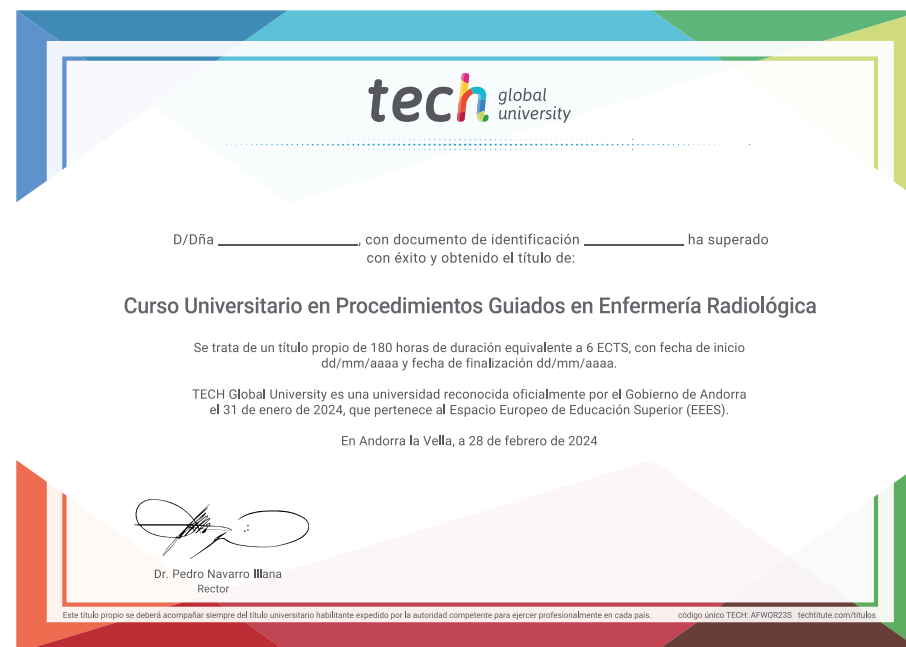 tech global university
D/Dña ______________, con documento de identificación __________ ha superado
con éxito y obtenido el título de:
Curso Universitario en Procedimientos Guiados en Enfermería Radiológica
Se trata de un título propio de 180 horas de duración equivalente a 6 ECTS, con fecha de inicio
dd/mm/aaaa y fecha de finalización dd/mm/aaaa.
TECH Global University es una universidad reconocida oficialmente por el Gobierno de Andorra
el 31 de enero de 2024, que pertenece al Espacio Europeo de Educación Superior (EEES).
En Andorra la Vella, a 28 de febrero de 2024
Dr. Pedro Navarro Illana
Rector
Este título propio se deberá acompañar siempre del título universitario habilitante expedido por la autoridad competente para ejercer profesionalmente en cada país. código único TECH: AFWOR23S techtitute.com/titulos